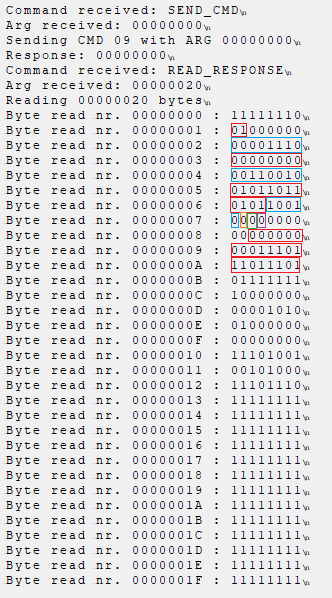 Command received: SEND_CMD\n
Arg received: 00000000\n
Sending CMD 09 with ARG 00000000\n
Response: 00000000\n
Command received: READ_RESPONSE\n
Arg received: 00000020\n
Reading 00000020 bytes\n
Byte read nr. 00000000 : 11111110\n
Byte read nr. 00000001 : 01000000\n
Byte read nr. 00000002 : 00001110\n
Byte read nr. 00000003 : 00000000\n
Byte read nr. 00000004 : 00110010\n
Byte read nr. 00000005 : 01011011\n
Byte read nr. 00000006 : 01011001\n
Byte read nr. 00000007 : 00000000\n
Byte read nr. 00000008 : 00000000\n
Byte read nr. 00000009 : 00011101\n
Byte read nr. 0000000A : 11011101\n
Byte read nr. 0000000B : 01111111\n
Byte read nr. 0000000C : 10000000\n
Byte read nr. 0000000D : 00001010\n
Byte read nr. 0000000E : 01000000\n
Byte read nr. 0000000F : 00000000\n
Byte read nr. 00000010 : 11101001\n
Byte read nr. 00000011 : 00101000\n
Byte read nr. 00000012 : 11101110\n
Byte read nr. 00000013 : 11111111\n
Byte read nr. 00000014 : 11111111\n
Byte read nr. 00000015 : 11111111\n
Byte read nr. 00000016 : 11111111\n
Byte read nr. 00000017 : 11111111\n
Byte read nr. 00000018 : 11111111\n
Byte read nr. 00000019 : 11111111\n
Byte read nr. 0000001A : 11111111\n
Byte read nr. 0000001B : 11111111\n
Byte read nr. 0000001C : 11111111\n
Byte read nr. 0000001D : 11111111\n
Byte read nr. 0000001E : 11111111\n
Byte read nr. 0000001F : 11111111\n